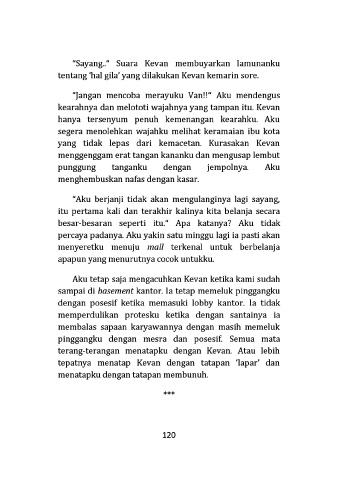 "Sayang.." Suara Kevan membuyarkan lamunanku
tentang 'hal gila' yang dilakukan Kevan kemarin sore.
"Jangan mencoba merayuku Van!!" Aku mendengus
kearahnya dan melototi wajahnya yang tampan itu. Kevan
hanya tersenyum penuh kemenangan kearahku. Aku
segera menolehkan wajahku melihat keramaian ibu kota
yang tidak lepas dari kemacetan. Kurasakan Kevan
menggenggam erat tangan kananku dan mengusap lembut
punggung tanganku dengan jempolnya. Aku
menghembuskan nafas dengan kasar.
"Aku berjanji tidak akan mengulanginya lagi sayang,
itu pertama kali dan terakhir kalinya kita belanja secara
besar-besaran seperti itu." Apa katanya? Aku tidak
percaya padanya. Aku yakin satu minggu lagi ia pasti akan
menyeretku menuju mall terkenal untuk berbelanja
apapun yang menurutnya cocok untukku.
Aku tetap saja mengacuhkan Kevan ketika kami sudah
sampai di basement kantor. Ia tetap memeluk pinggangku
dengan posesif ketika memasuki lobby kantor. Ia tidak
memperdulikan protesku ketika dengan santainya ia
membalas sapaan karyawannya dengan masih memeluk
pinggangku dengan mesra dan posesif. Semua mata
terang-terangan menatapku dengan Kevan. Atau lebih
tepatnya menatap Kevan dengan tatapan 'lapar' dan
menatapku dengan tatapan membunuh.
***
120